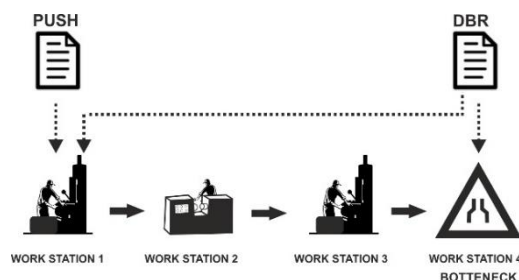 PUSH
DBR
WORK STATION 1
WORK STATION 2
WORK STATION 3
WORK STATION 4
BOTTENECK